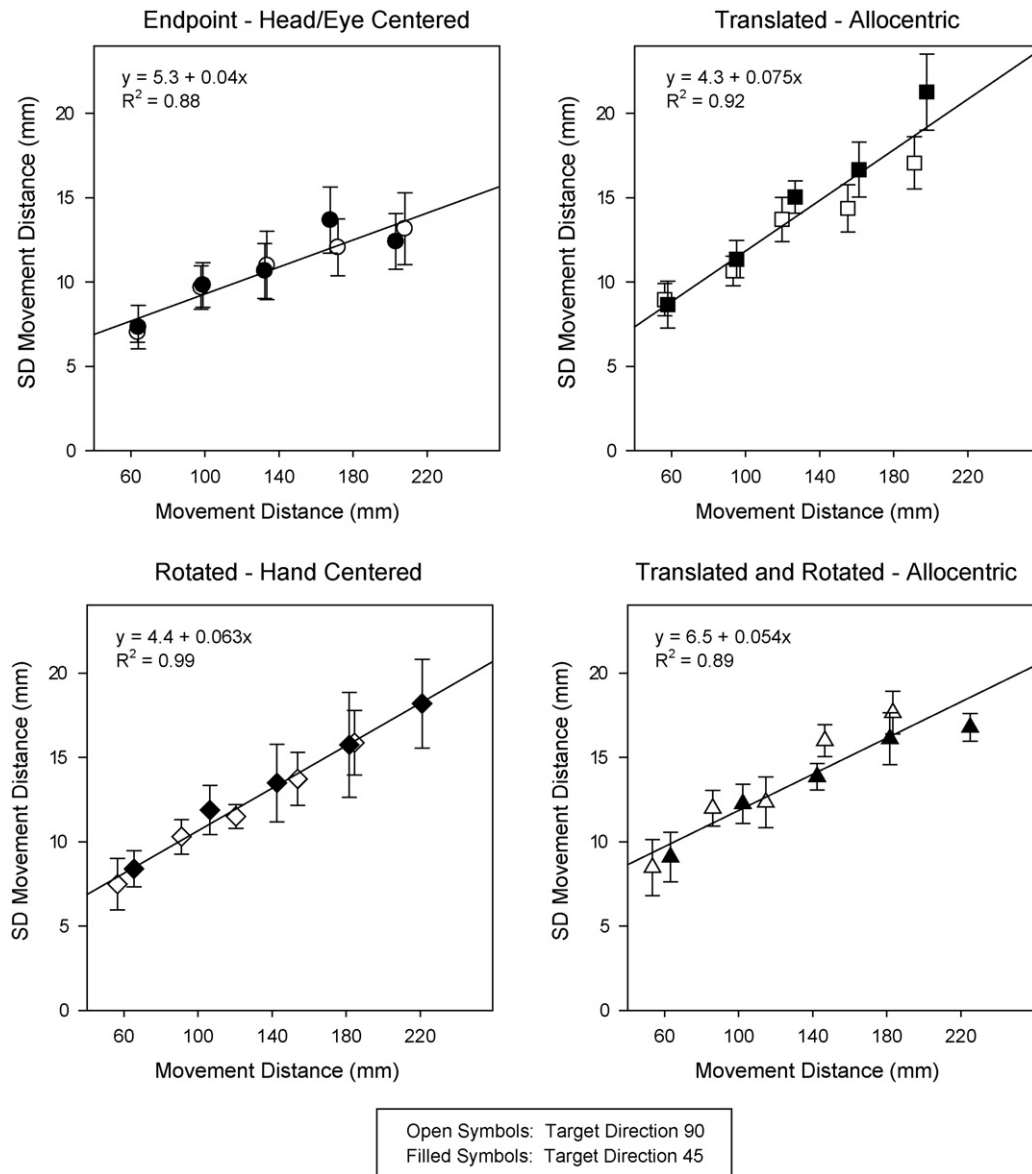 Endpoint - Head/Eye Centered
y = 5.3 + 0.04x
R² = 0.88
SD Movement Distance (mm)
20
15
10
5
0
60 100 140 180 220
Movement Distance (mm)
Translated - Allocentric
y = 4.3 + 0.075x
R² = 0.92
SD Movement Distance (mm)
20
15
10
5
0
60 100 140 180 220
Movement Distance (mm)
Rotated - Hand Centered
y = 4.4 + 0.063x
R² = 0.99
SD Movement Distance (mm)
20
15
10
5
0
60 100 140 180 220
Movement Distance (mm)
Translated and Rotated - Allocentric
y = 6.5 + 0.054x
R² = 0.89
SD Movement Distance (mm)
20
15
10
5
0
60 100 140 180 220
Movement Distance (mm)
Open Symbols: Target Direction 90
Filled Symbols: Target Direction 45